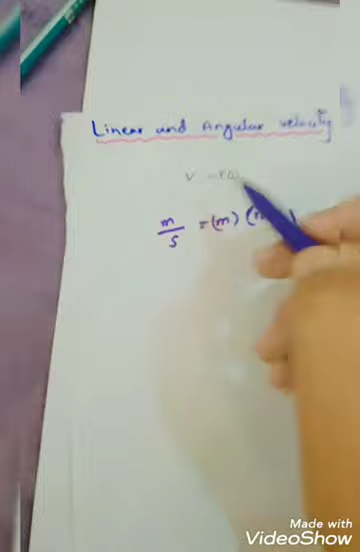 Linear and Angular velocity
v = rω
m/s = (m)
Made with
VideoShow